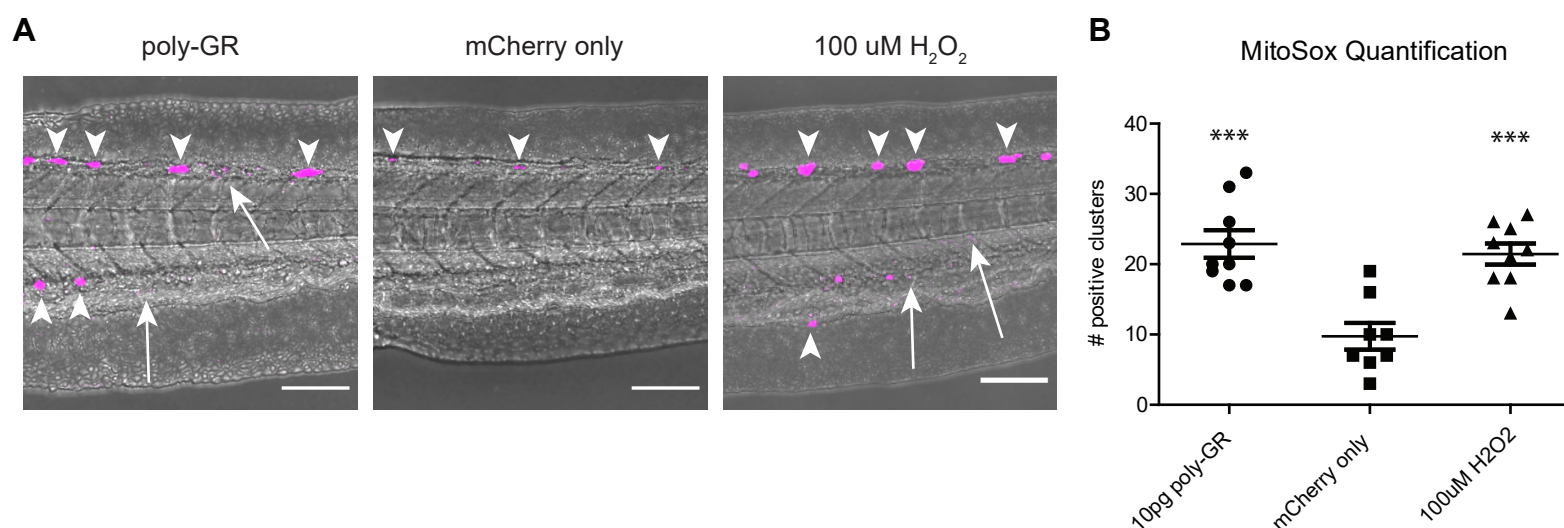 A
poly-GR
mCherry only
100 uM H2O2
B
MitoSox Quantification
# positive clusters
40
30
20
10
0
***
***
10pg poly-GR
mCherry only
100uM H2O2